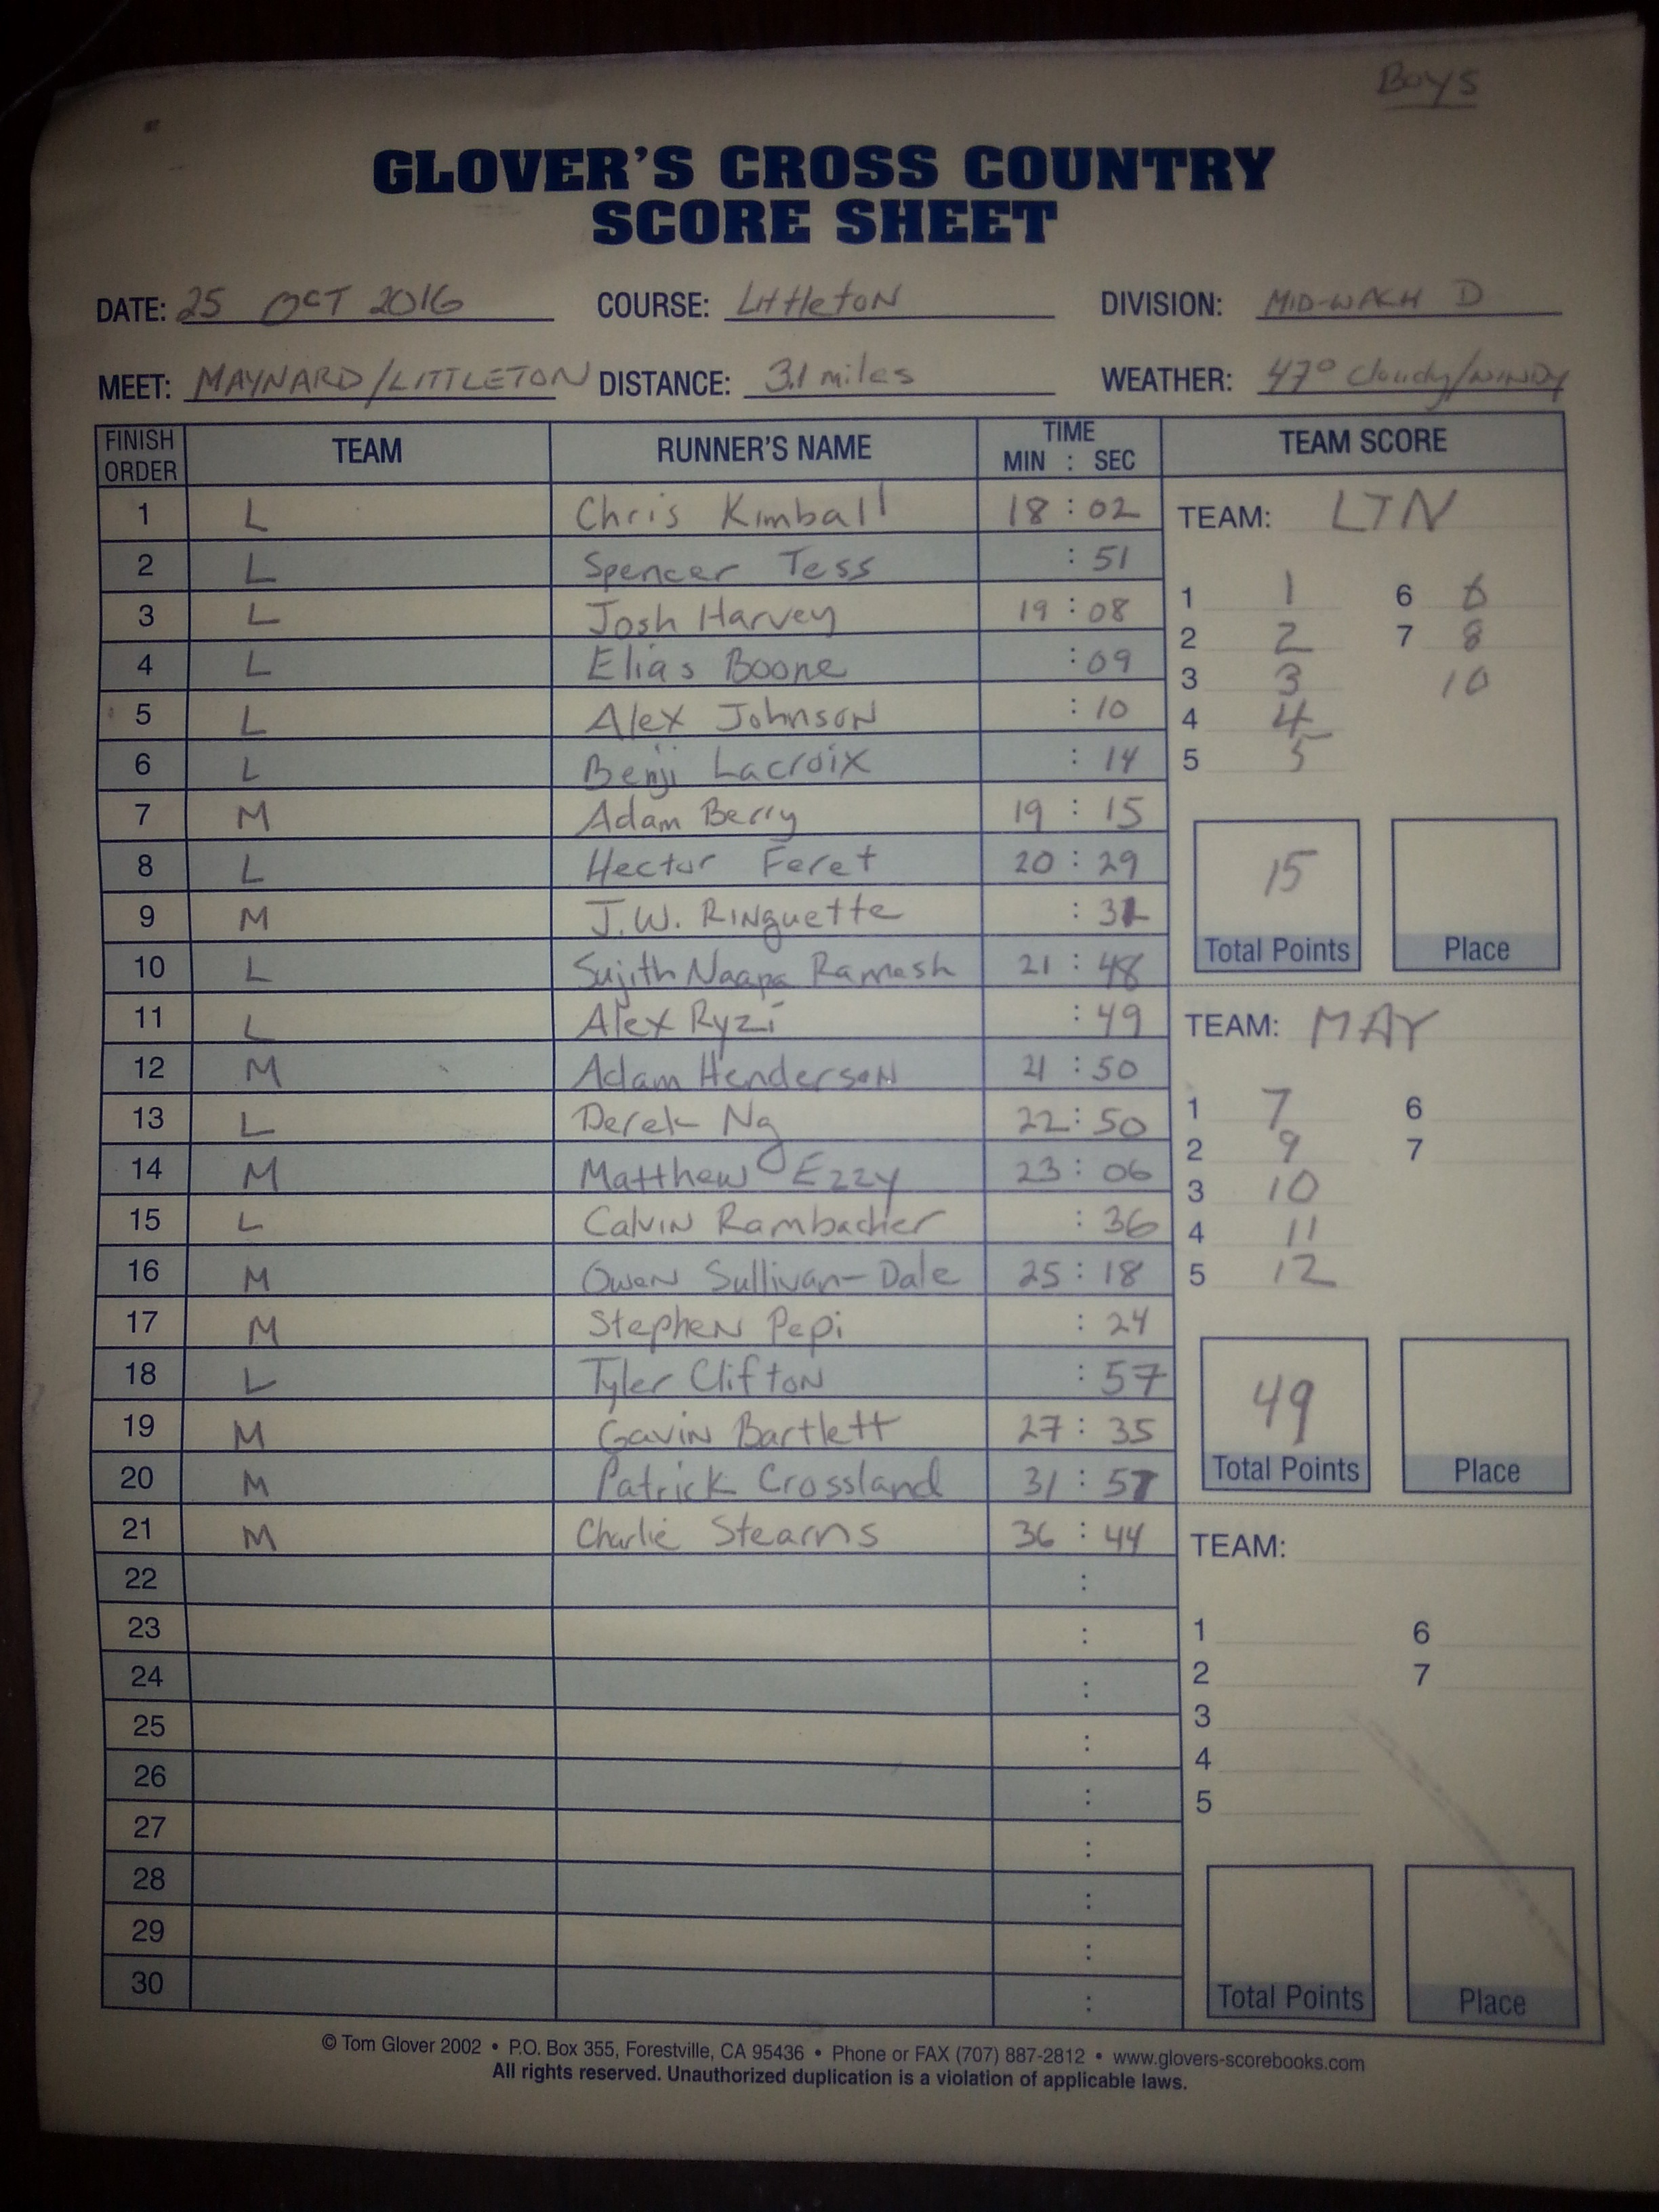 Boys
GLOVER'S CROSS COUNTRY
SCORE SHEET
DATE: 25 OCT 2016 COURSE: Littleton DIVISION: MID-WACH D
MEET: MAYNARD/LITTLETON DISTANCE: 3.1 miles WEATHER: 47° cloudy/WINDY
FINISH ORDER TEAM RUNNER'S NAME TIME MIN : SEC TEAM SCORE
1 L Chris Kimball 18 : 02
2 L Spencer Tess : 51
3 L Josh Harvey 19 : 08
4 L Elias Boone : 09
5 L Alex Johnson : 10
6 L Benji Lacroix : 14
7 M Adam Berry 19 : 15
8 L Hector Feret 20 : 29
9 M J.W. Ringuette
10 L Sujith Naapa Ramesh 21 : 48
11 L Alex Ryzi : 49
12 M Adam Henderson 21 : 50
13 L Derek Ng 22 : 50
14 M Matthew Ezzy 23 : 06
15 L Calvin Rambacher : 36
16 M Owen Sullivan-Dale 25 : 18
17 M Stephen Pepi : 24
18 L Tyler Clifton : 57
19 M Gavin Bartlett 27 : 35
20 M Patrick Crossland 31 : 57
21 M Charlie Stearns 36 : 44
22 :
23 :
24 :
25 :
26 :
27 :
28 :
29 :
30 :
TEAM: LTN
1 1 6 6
2 2 7 8
3 3 10
4 4
5 5
15
Total Points Place
TEAM: MAY
1 7 6
2 9 7
3 10
4 11
5 12
49
Total Points Place
TEAM:
1 6
2 7
3
4
5
Total Points Place
© Tom Glover 2002 • P.O. Box 355, Forestville, CA 95436 • Phone or FAX (707) 887-2812 • www.glovers-scorebooks.com
All rights reserved. Unauthorized duplication is a violation of applicable laws.